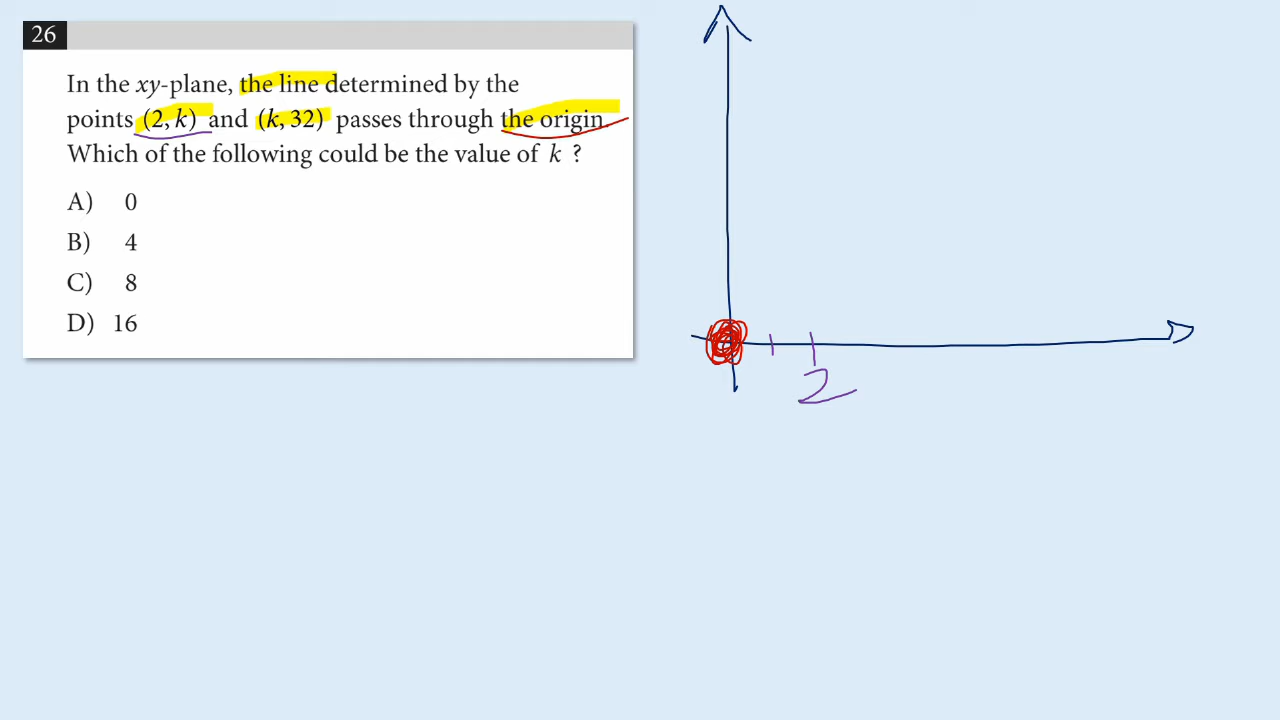 26
In the xy-plane, the line determined by the
points (2, k) and (k, 32) passes through the origin.
Which of the following could be the value of k ?
A) 0
B) 4
C) 8
D) 16
2